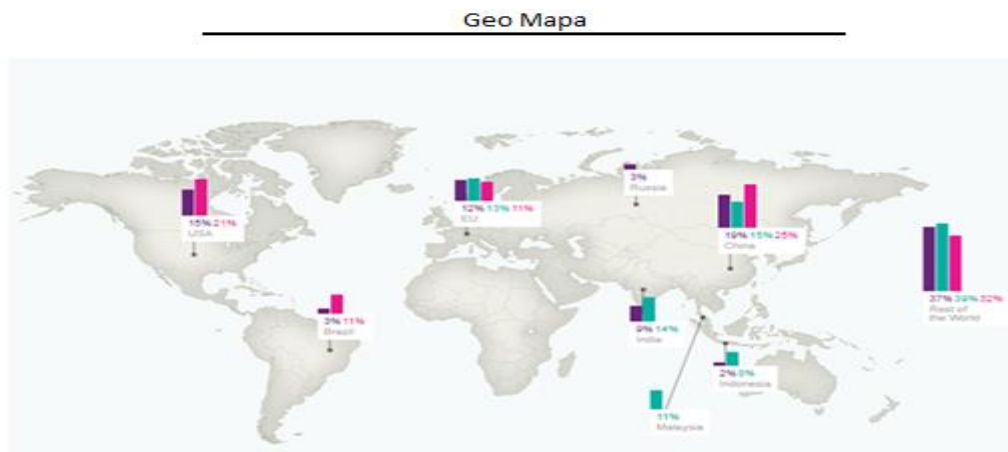 Geo Mapa
15% 21%
USA
12% 13% 11%
EU
3%
Russia
19% 15% 25%
China
37% 39% 32%
Rest of
the World
3% 11%
Brazil
9% 14%
India
2% 8%
Indonesia
11%
Malaysia